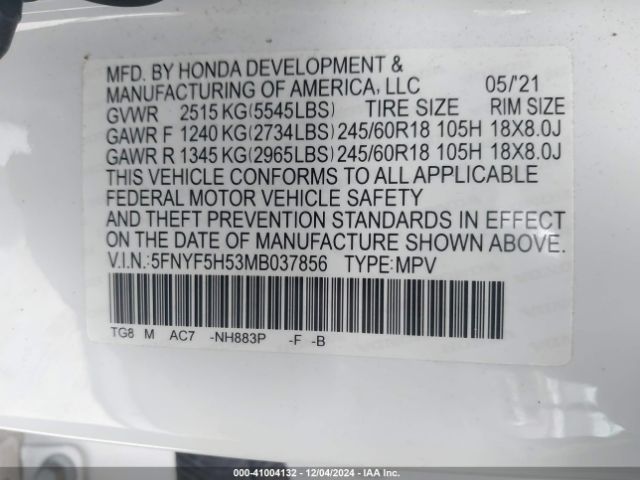 MFD. BY HONDA DEVELOPMENT &
MANUFACTURING OF AMERICA, LLC 05/'21
GVWR 2515 KG(5545LBS) TIRE SIZE RIM SIZE
GAWR F 1240 KG(2734LBS) 245/60R18 105H 18X8.0J
GAWR R 1345 KG(2965LBS) 245/60R18 105H 18X8.0J
THIS VEHICLE CONFORMS TO ALL APPLICABLE
FEDERAL MOTOR VEHICLE SAFETY
AND THEFT PREVENTION STANDARDS IN EFFECT
ON THE DATE OF MANUFACTURE SHOWN ABOVE.
V.I.N.:5FNYF5H53MB037856 TYPE:MPV
TG8 M AC7 -NH883P -F -B
000-41004132 - 12/04/2024 - IAA Inc.